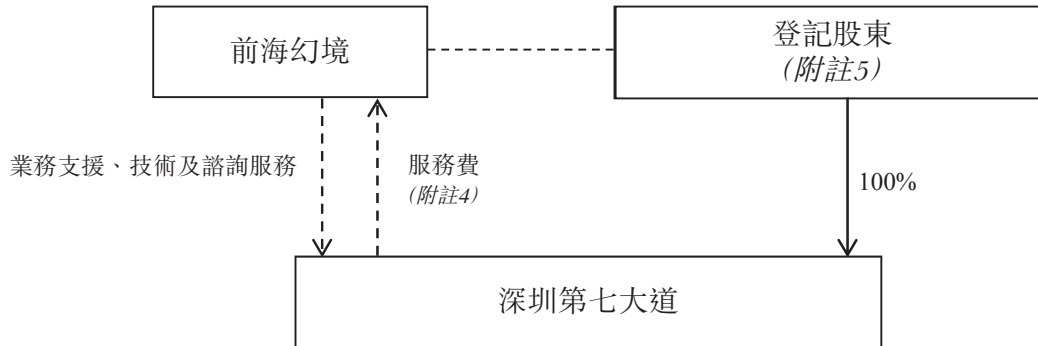 前海幻境
登記股東
(附註5)
業務支援、技術及諮詢服務
服務費
(附註4)
100%
深圳第七大道